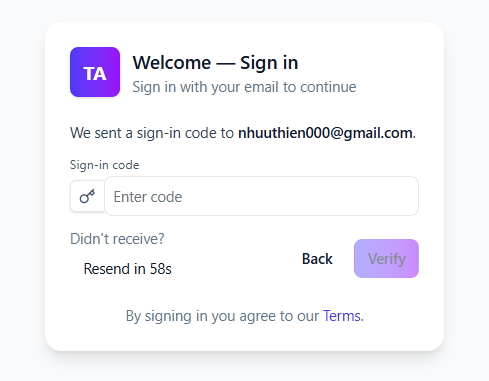 TA
Welcome — Sign in
Sign in with your email to continue
We sent a sign-in code to nhuuthien000@gmail.com.
Sign-in code
Enter code
Didn't receive?
Resend in 58s
Back
Verify
By signing in you agree to our Terms.